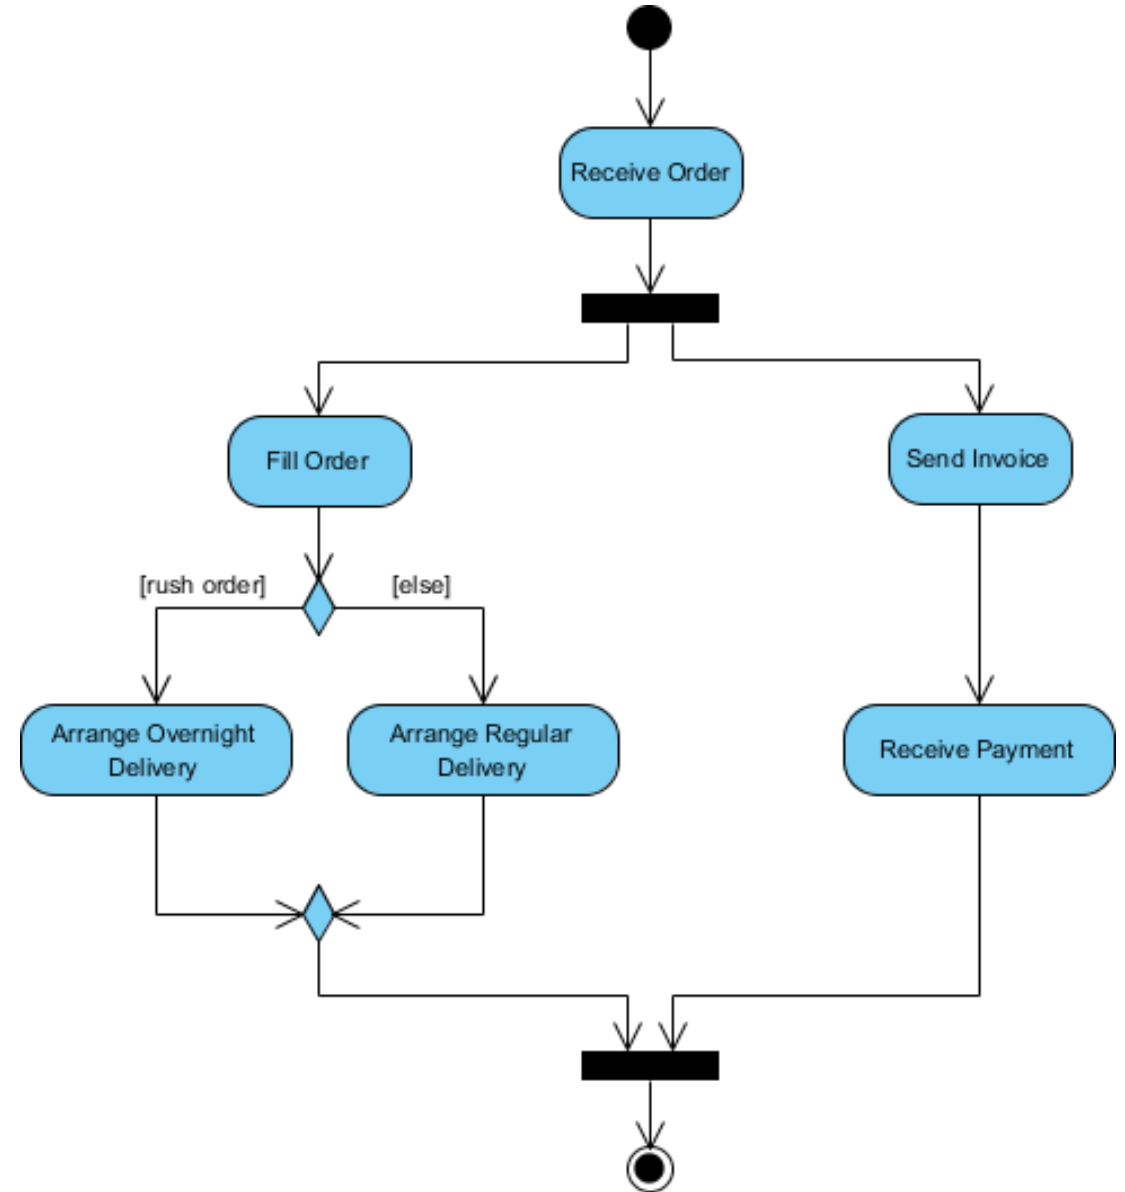 Receive Order
Fill Order
Send Invoice
[rush order]
[else]
Arrange Overnight
Delivery
Arrange Regular
Delivery
Receive Payment